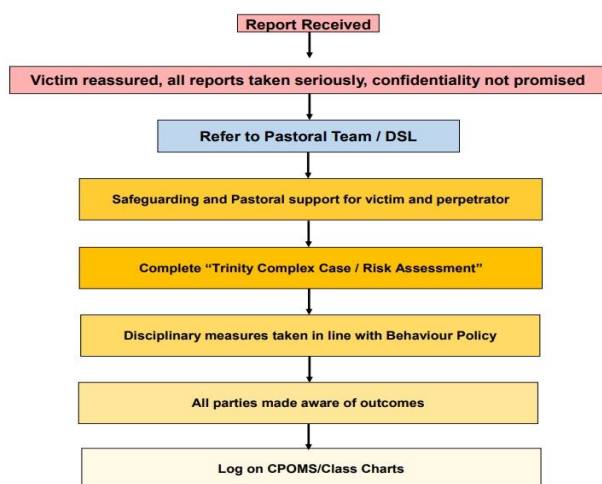 Report Received
Victim reassured, all reports taken seriously, confidentiality not promised
Refer to Pastoral Team / DSL
Safeguarding and Pastoral support for victim and perpetrator
Complete “Trinity Complex Case / Risk Assessment”
Disciplinary measures taken in line with Behaviour Policy
All parties made aware of outcomes
Log on CPOMS/Class Charts